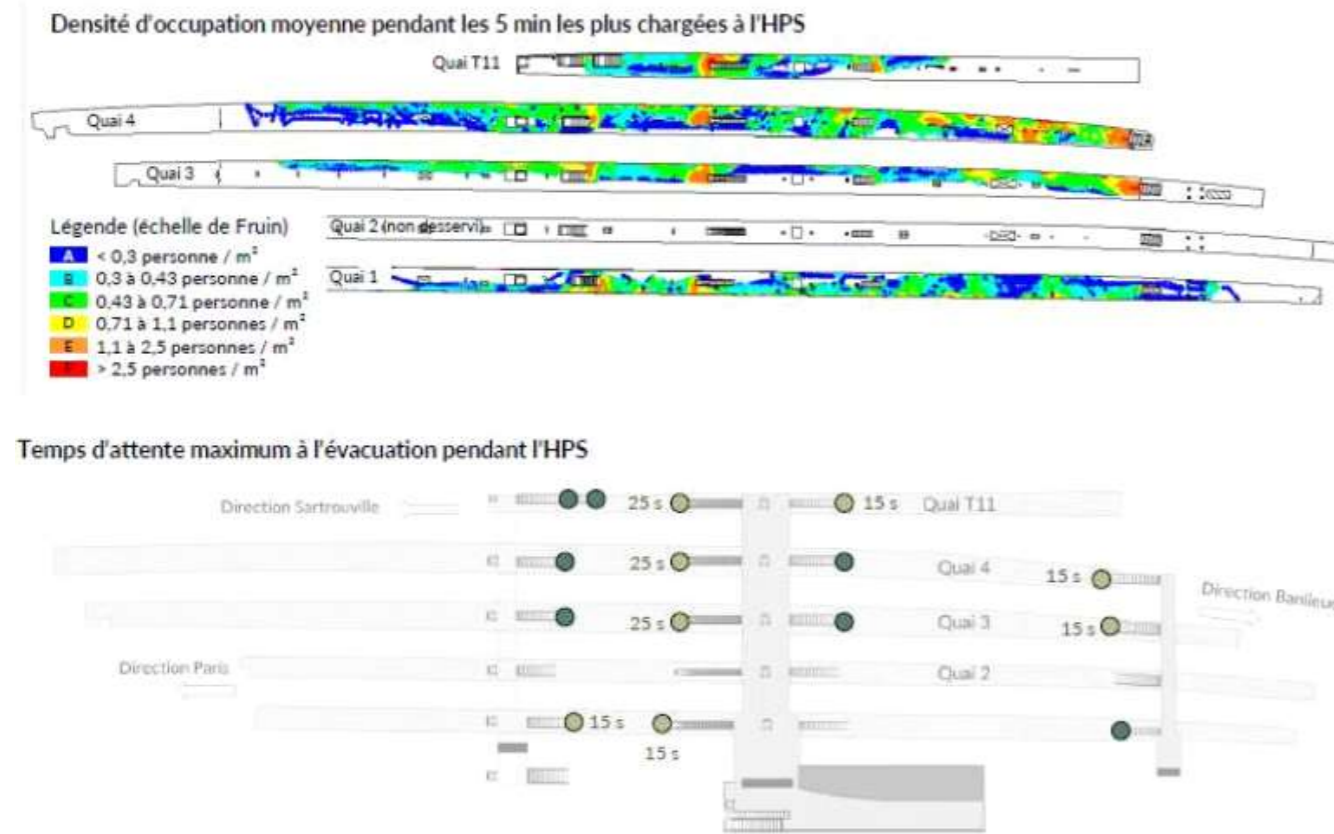 Densité d'occupation moyenne pendant les 5 min les plus chargées à l'HPS
Quai T11
Quai 4
Quai 3
Légende (échelle de Fruin)
Quai 2 (non desservi)
A < 0,3 personne / m²
Quai 1
B 0,3 à 0,43 personne / m²
C 0,43 à 0,71 personne / m²
D 0,71 à 1,1 personnes / m²
E 1,1 à 2,5 personnes / m²
F > 2,5 personnes / m²
Temps d'attente maximum à l'évacuation pendant l'HPS
Direction Sartrouville
25 s
15 s
Quai T11
25 s
Quai 4
15 s
Direction Banlieue
25 s
Quai 3
15 s
Direction Paris
Quai 2
15 s
15 s